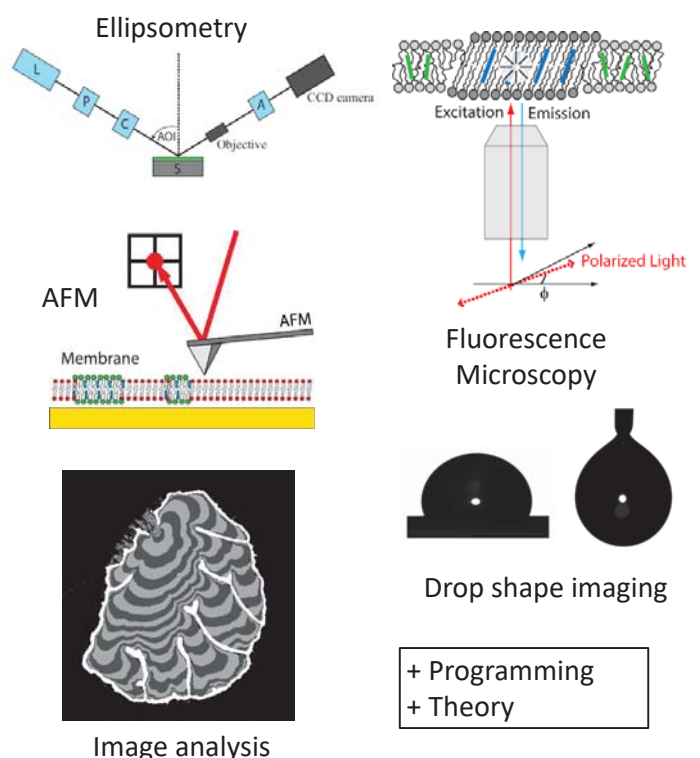 Ellipsometry
L
P
C
AOI
S
A
CCD camera
Objective
Excitation
Emission
Polarized Light
ϕ
Fluorescence
Microscopy
AFM
AFM
Membrane
Drop shape imaging
Image analysis
+ Programming
+ Theory